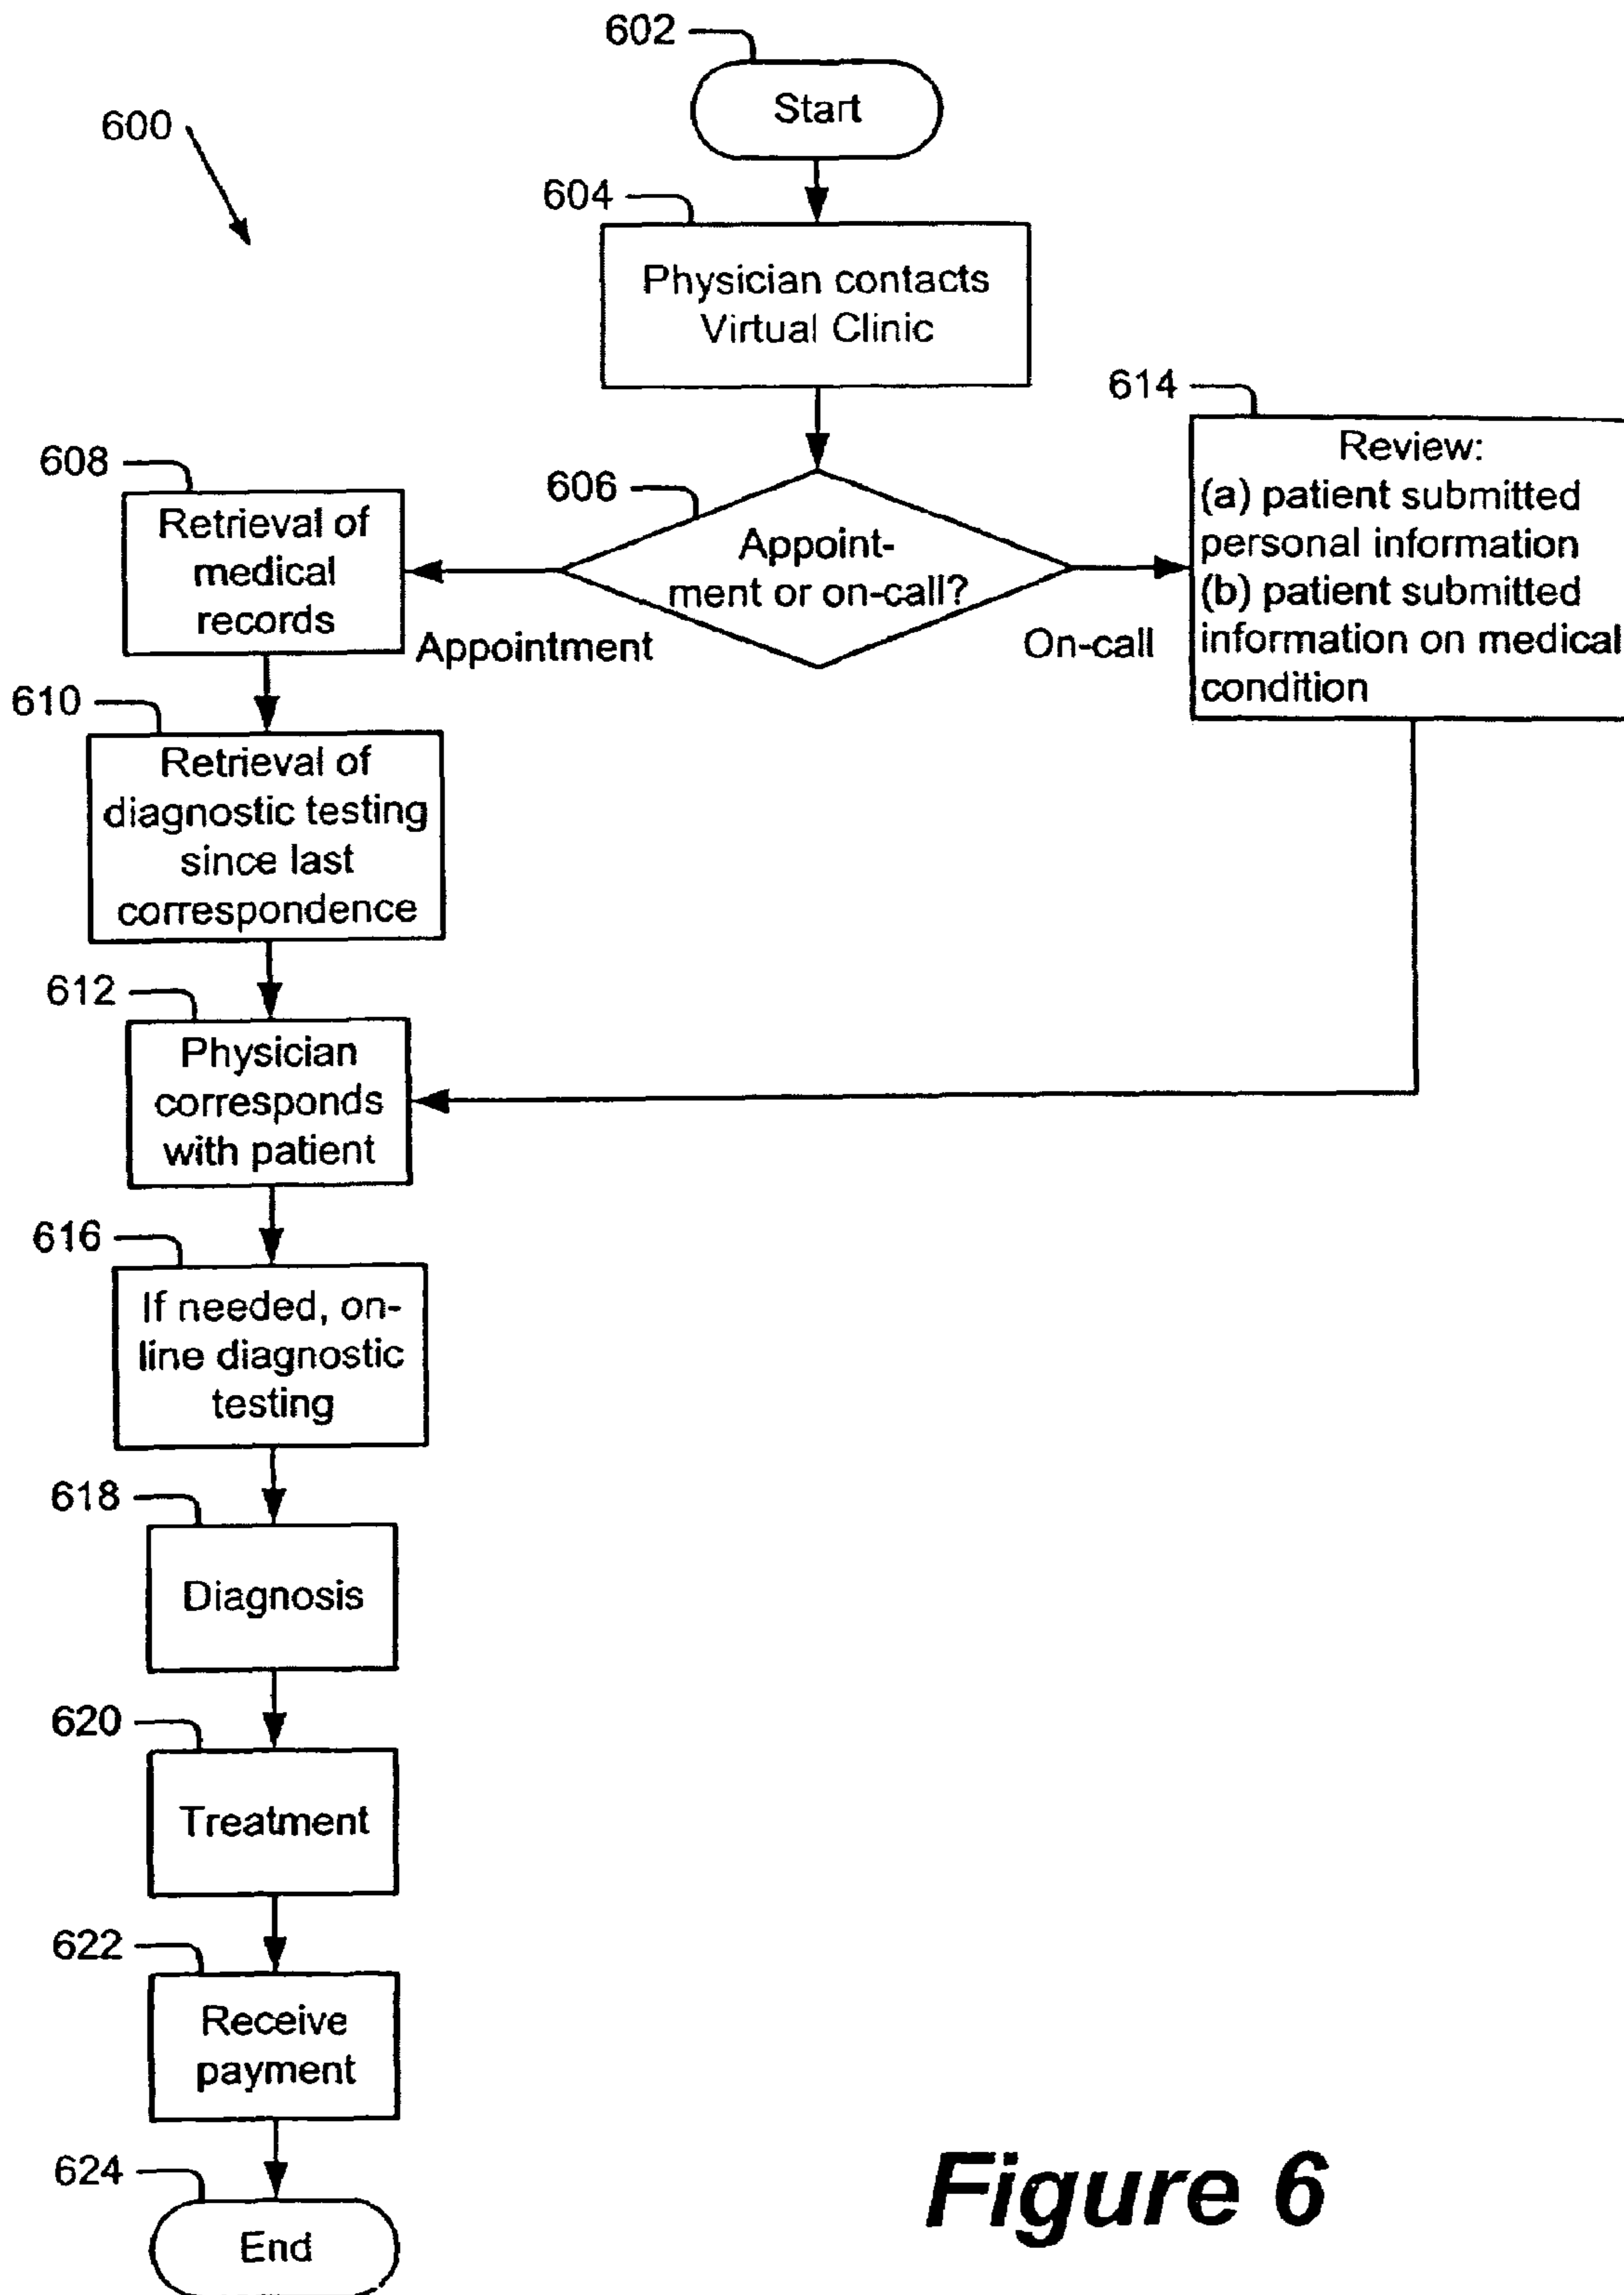 602
Start
600
604
Physician contacts
Virtual Clinic
614
Review:
(a) patient submitted
personal information
(b) patient submitted
information on medical
condition
606
Appoint-
ment or on-call?
Appointment
On-call
608
Retrieval of
medical
records
610
Retrieval of
diagnostic testing
since last
correspondence
612
Physician
corresponds
with patient
616
If needed, on-
line diagnostic
testing
618
Diagnosis
620
Treatment
622
Receive
payment
624
End
Figure 6